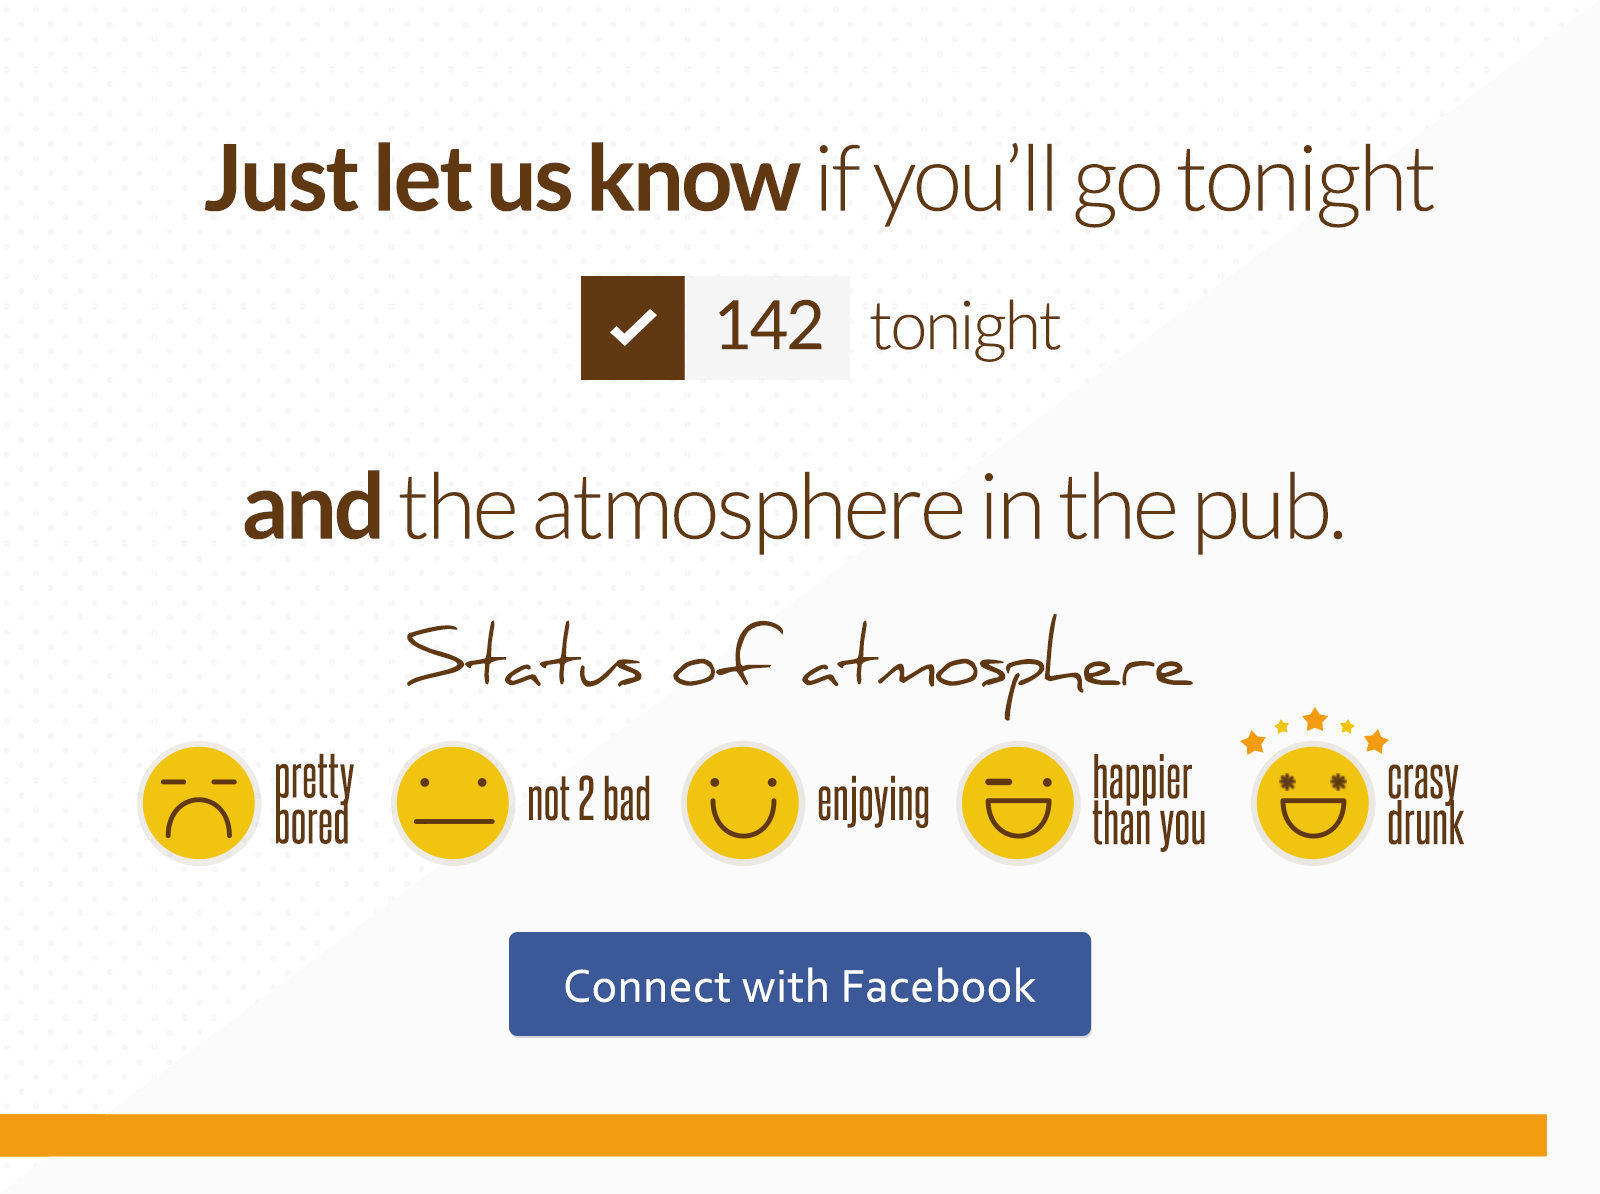 Just let us know if you'll go tonight
142 tonight
and the atmosphere in the pub.
Status of atmosphere
pretty
bored
not 2 bad
enjoying
happier
than you
crasy
drunk
Connect with Facebook